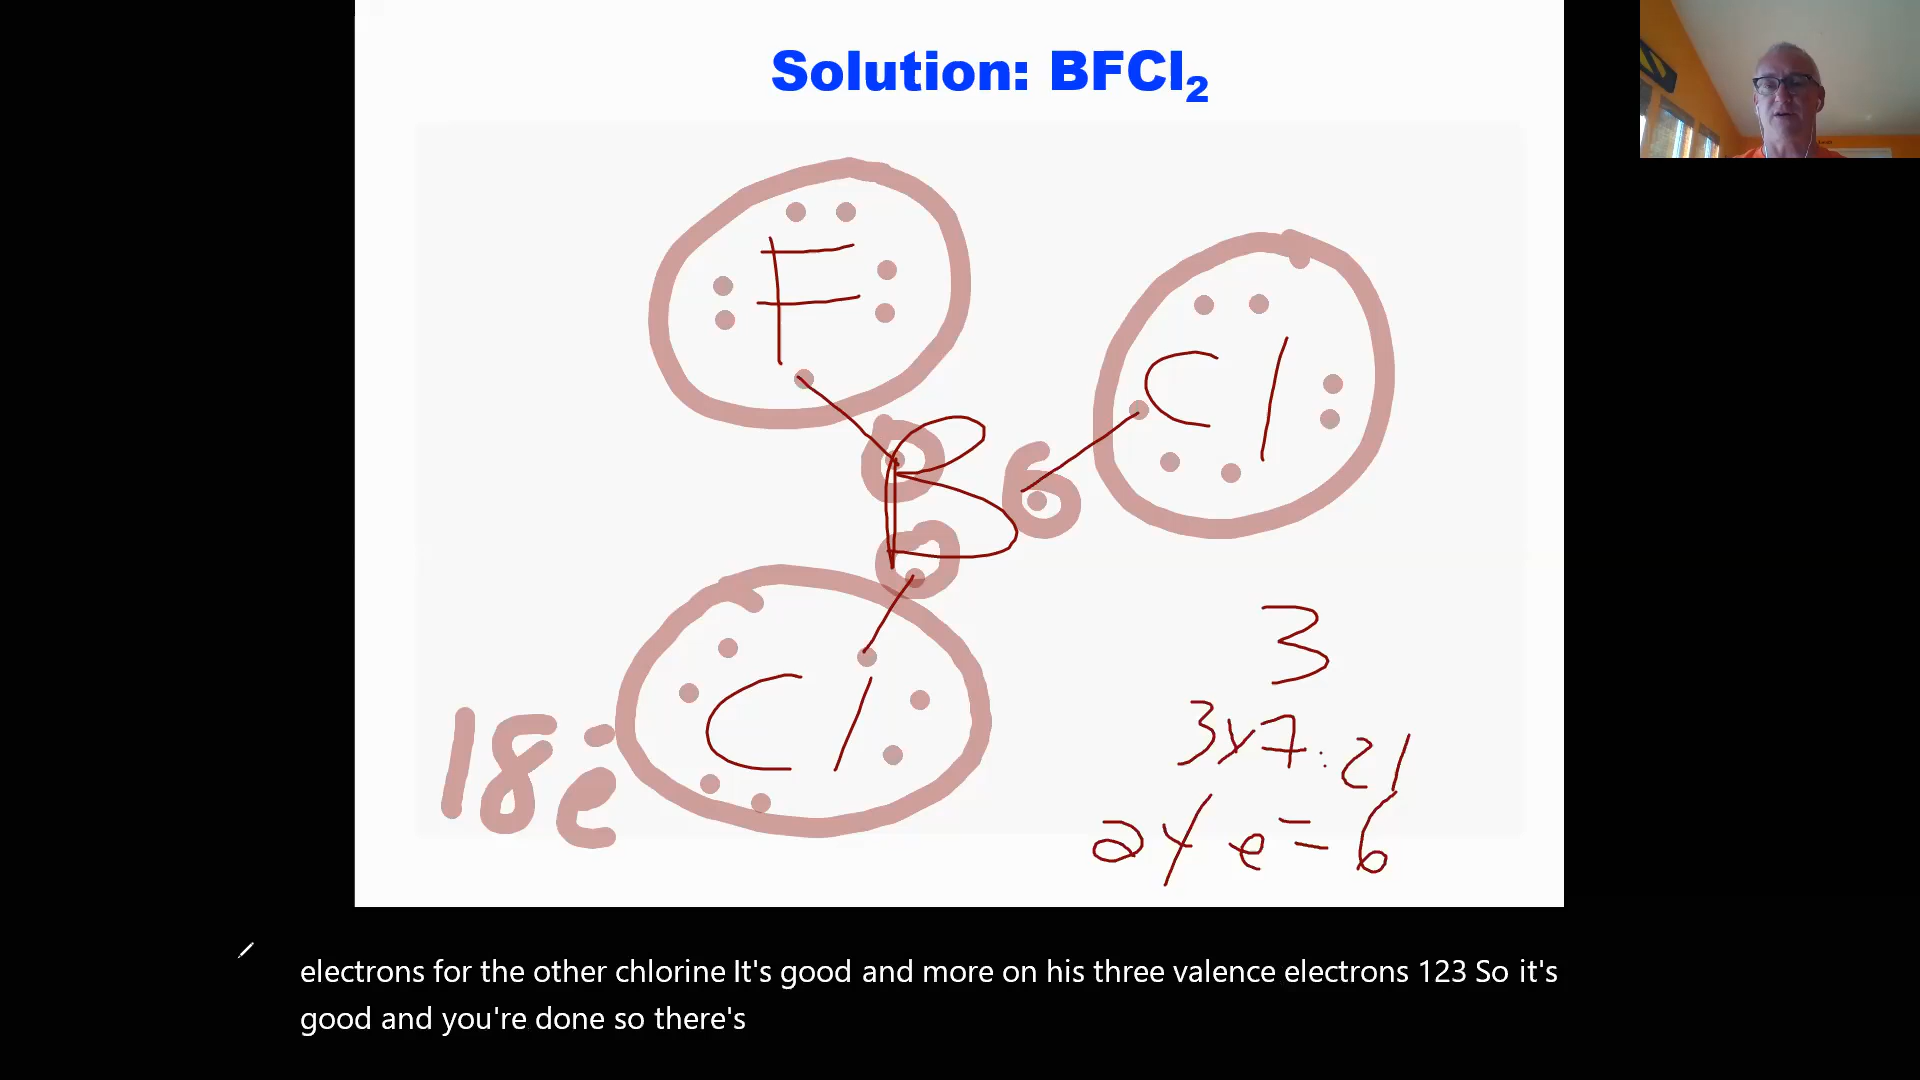 Solution: BFCl₂
F
Cl
B
Cl
3
3x7:21
18e⁻
24 e⁻ - 6
electrons for the other chlorine It's good and more on his three valence electrons 123 So it's
good and you're done so there's